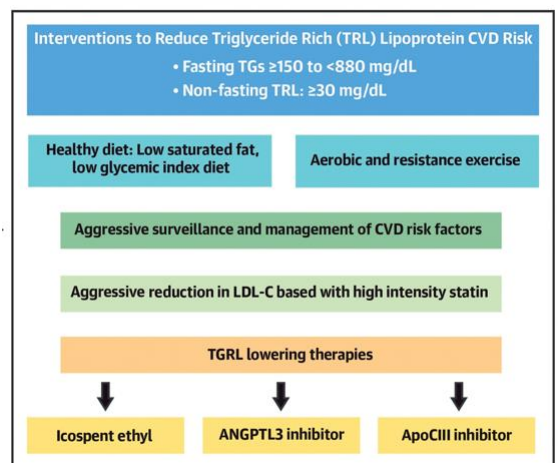 Interventions to Reduce Triglyceride Rich (TRL) Lipoprotein CVD Risk
• Fasting TGs ≥150 to <880 mg/dL
• Non-fasting TRL: ≥30 mg/dL
Healthy diet: Low saturated fat,
low glycemic index diet
Aerobic and resistance exercise
Aggressive surveillance and management of CVD risk factors
Aggressive reduction in LDL-C based with high intensity statin
TGRL lowering therapies
Icospent ethyl
ANGPTL3 inhibitor
ApoCIII inhibitor